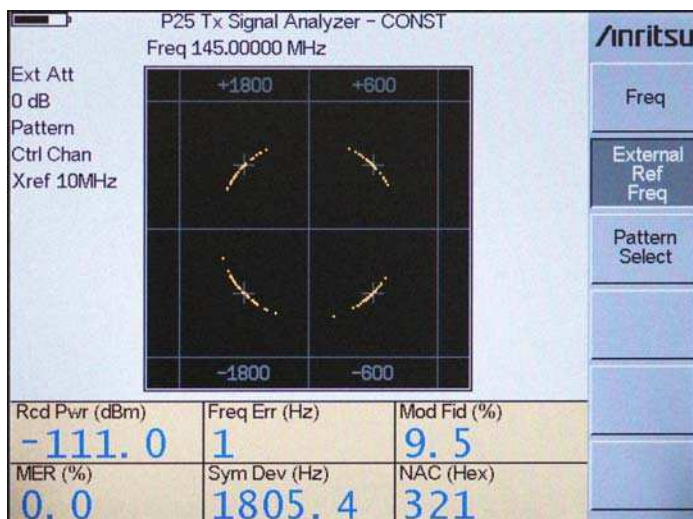 P25 Tx Signal Analyzer - CONST
Freq 145.00000 MHz
Ext Att
0 dB
Pattern
Ctrl Chan
Xref 10MHz
+1800 +600
-1800 -600
Rcd Pwr (dBm) Freq Err (Hz) Mod Fid (%)
-111.0 1 9.5
MER (%) Sym Dev (Hz) NAC (Hex)
0.0 1805.4 321
Anritsu
Freq
External
Ref
Freq
Pattern
Select